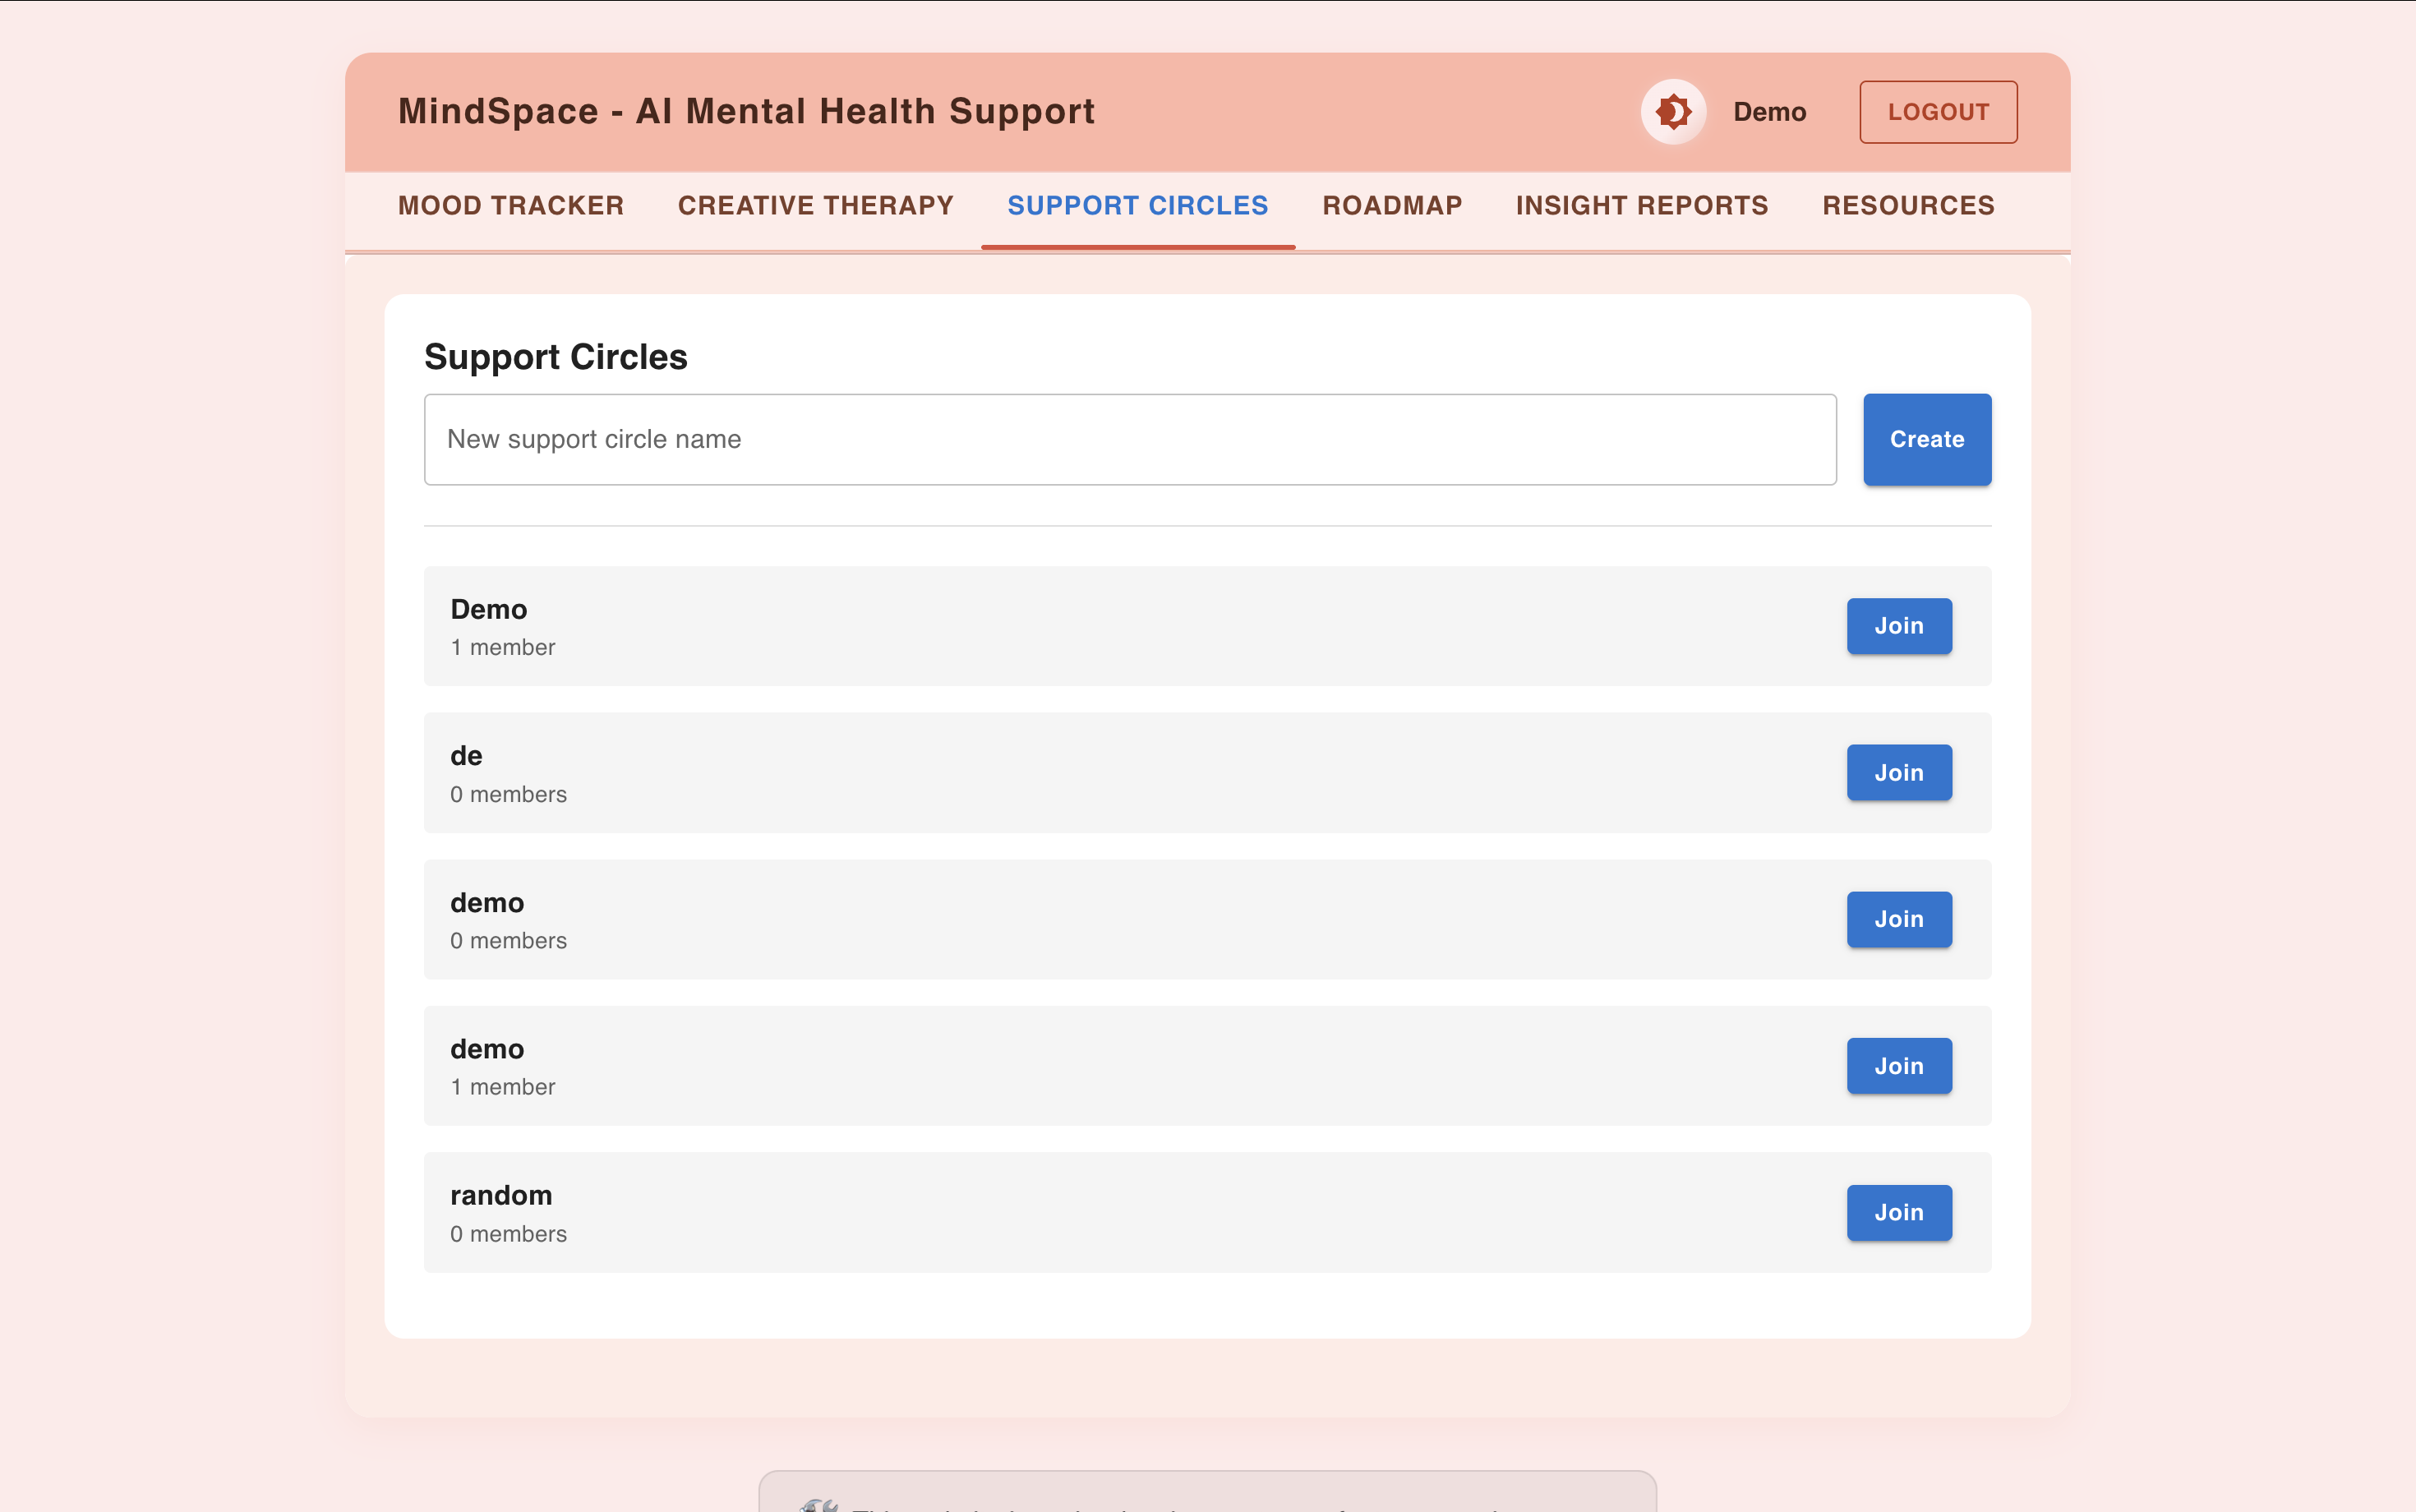 MindSpace - AI Mental Health Support
Demo
LOGOUT
MOOD TRACKER
CREATIVE THERAPY
SUPPORT CIRCLES
ROADMAP
INSIGHT REPORTS
RESOURCES
Support Circles
New support circle name
Create
Demo
1 member
Join
de
0 members
Join
demo
0 members
Join
demo
1 member
Join
random
0 members
Join